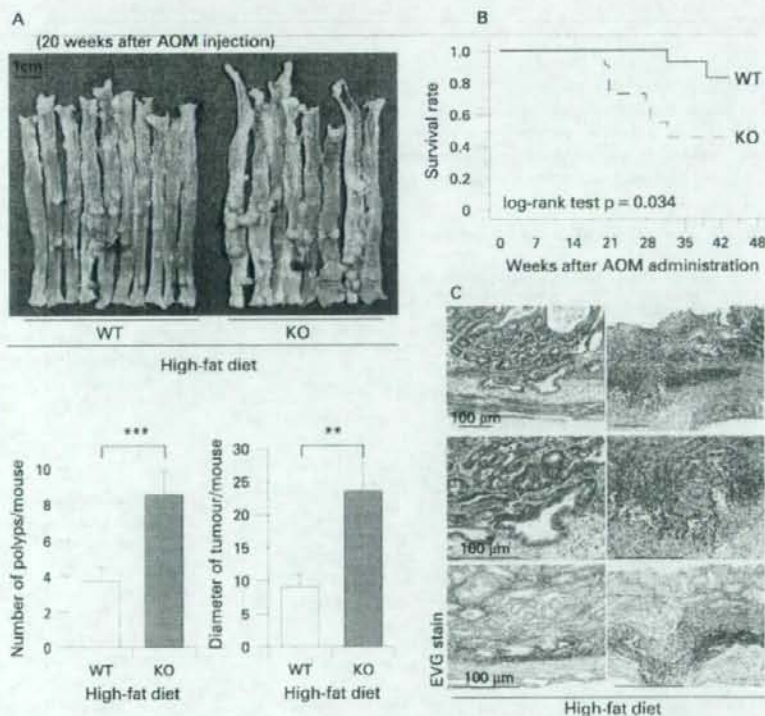 A
(20 weeks after AOM injection)
1cm
WT
KO
High-fat diet
Number of polyps/mouse
10
8
6
4
2
0
***
WT
KO
High-fat diet
Diameter of tumour/mouse
30
25
20
15
10
5
0
**
WT
KO
High-fat diet
B
Survival rate
1.0
0.8
0.6
0.4
0.2
0
WT
KO
log-rank test p = 0.034
0 7 14 21 28 35 42 48
Weeks after AOM administration
C
100 µm
100 µm
EVG stain
100 µm
High-fat diet